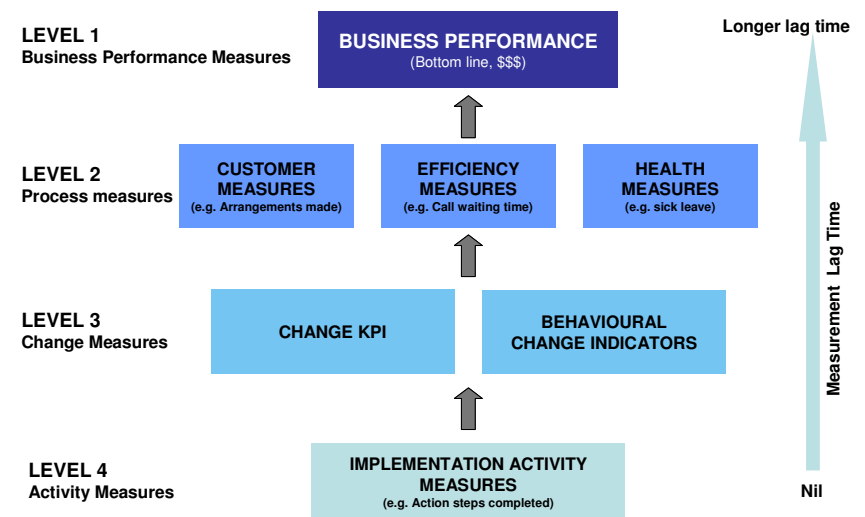 LEVEL 1
Business Performance Measures
BUSINESS PERFORMANCE
(Bottom line, $$$)
Longer lag time
LEVEL 2
Process measures
CUSTOMER
MEASURES
(e.g. Arrangements made)
EFFICIENCY
MEASURES
(e.g. Call waiting time)
HEALTH
MEASURES
(e.g. sick leave)
Measurement Lag Time
LEVEL 3
Change Measures
CHANGE KPI
BEHAVIOURAL
CHANGE INDICATORS
LEVEL 4
Activity Measures
IMPLEMENTATION ACTIVITY
MEASURES
(e.g. Action steps completed)
Nil